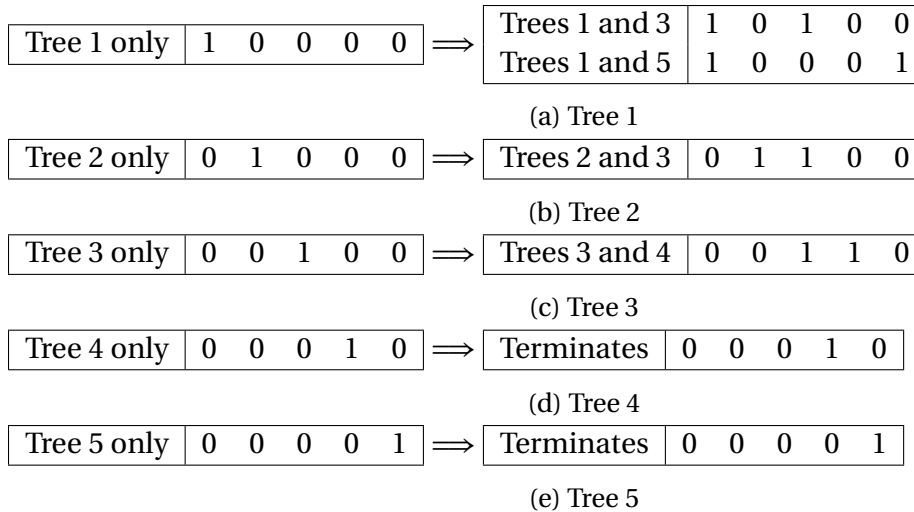 Tree 1 only 1 0 0 0 0 ⟹ Trees 1 and 3 1 0 1 0 0
Trees 1 and 5 1 0 0 0 1
(a) Tree 1
Tree 2 only 0 1 0 0 0 ⟹ Trees 2 and 3 0 1 1 0 0
(b) Tree 2
Tree 3 only 0 0 1 0 0 ⟹ Trees 3 and 4 0 0 1 1 0
(c) Tree 3
Tree 4 only 0 0 0 1 0 ⟹ Terminates 0 0 0 1 0
(d) Tree 4
Tree 5 only 0 0 0 0 1 ⟹ Terminates 0 0 0 0 1
(e) Tree 5